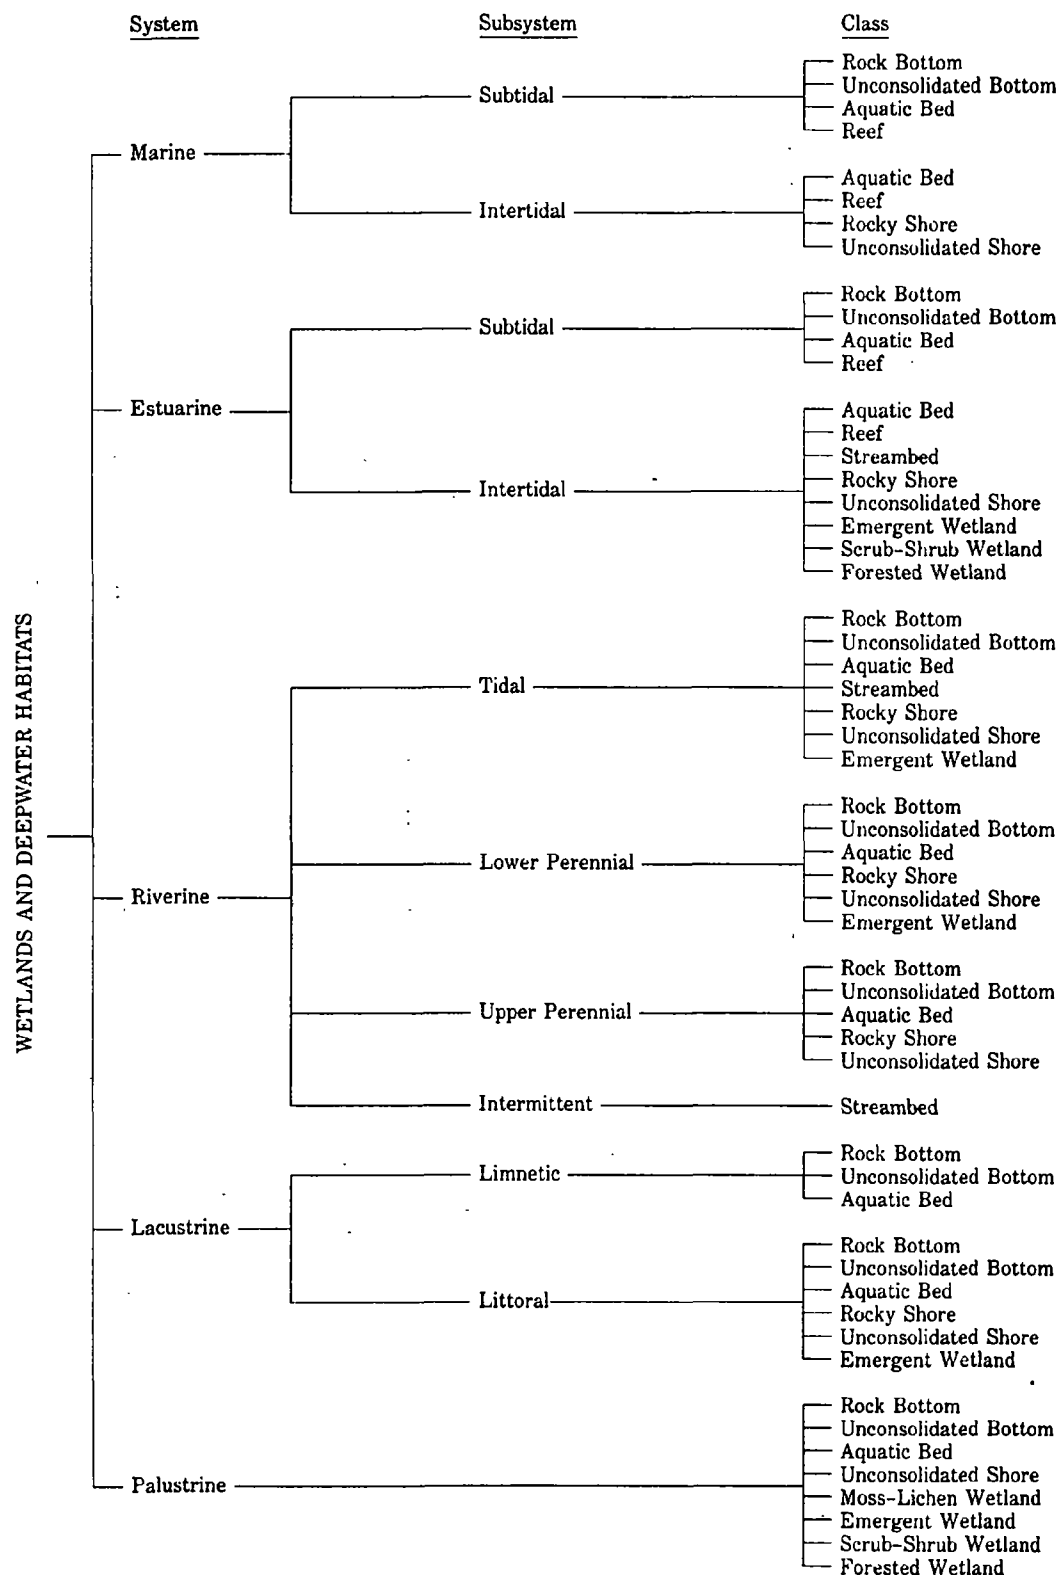 System Subsystem Class
WETLANDS AND DEEPWATER HABITATS
Marine
Subtidal
Rock Bottom
Unconsolidated Bottom
Aquatic Bed
Reef
Intertidal
Aquatic Bed
Reef
Rocky Shore
Unconsolidated Shore
Estuarine
Subtidal
Rock Bottom
Unconsolidated Bottom
Aquatic Bed
Reef
Intertidal
Aquatic Bed
Reef
Streambed
Rocky Shore
Unconsolidated Shore
Emergent Wetland
Scrub-Shrub Wetland
Forested Wetland
Riverine
Tidal
Rock Bottom
Unconsolidated Bottom
Aquatic Bed
Streambed
Rocky Shore
Unconsolidated Shore
Emergent Wetland
Lower Perennial
Rock Bottom
Unconsolidated Bottom
Aquatic Bed
Rocky Shore
Unconsolidated Shore
Emergent Wetland
Upper Perennial
Rock Bottom
Unconsolidated Bottom
Aquatic Bed
Rocky Shore
Unconsolidated Shore
Intermittent
Streambed
Lacustrine
Limnetic
Rock Bottom
Unconsolidated Bottom
Aquatic Bed
Littoral
Rock Bottom
Unconsolidated Bottom
Aquatic Bed
Rocky Shore
Unconsolidated Shore
Emergent Wetland
Palustrine
Rock Bottom
Unconsolidated Bottom
Aquatic Bed
Unconsolidated Shore
Moss-Lichen Wetland
Emergent Wetland
Scrub-Shrub Wetland
Forested Wetland